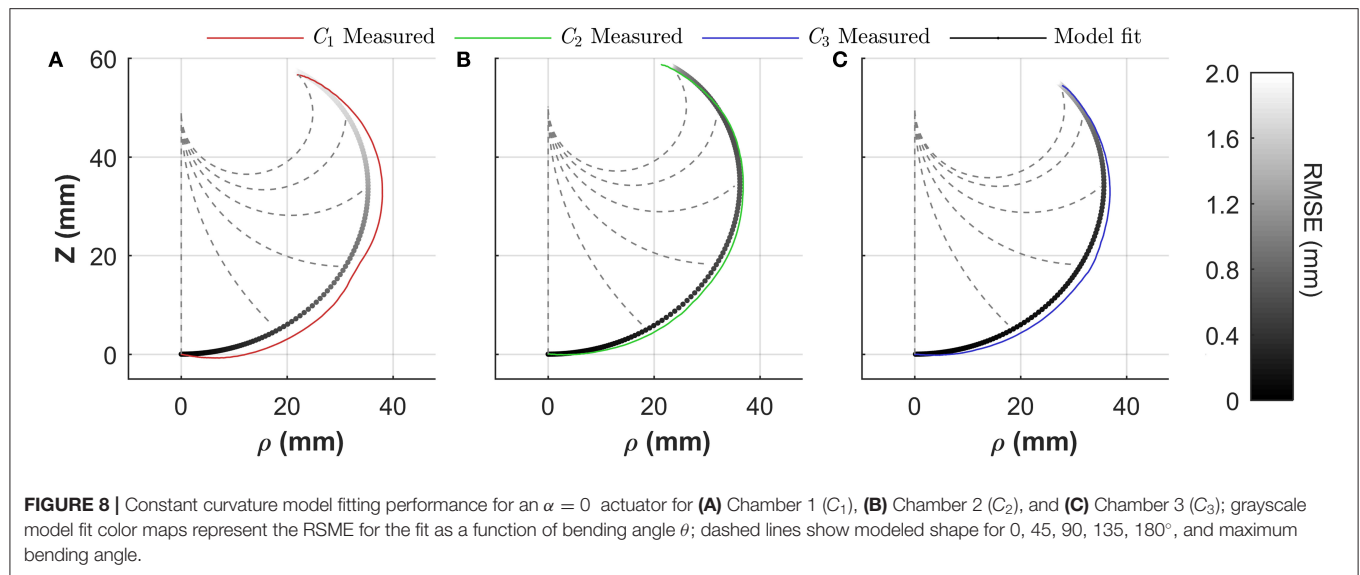 C₁ Measured C₂ Measured C₃ Measured Model fit
A B C
60
40
20
0
Z (mm)
0 20 40
ρ (mm)
0 20 40
ρ (mm)
0 20 40
ρ (mm)
2.0
1.6
1.2
0.8
0.4
0
RMSE (mm)
FIGURE 8 | Constant curvature model fitting performance for an α = 0 actuator for (A) Chamber 1 (C₁), (B) Chamber 2 (C₂), and (C) Chamber 3 (C₃); grayscale
model fit color maps represent the RSME for the fit as a function of bending angle θ; dashed lines show modeled shape for 0, 45, 90, 135, 180°, and maximum
bending angle.